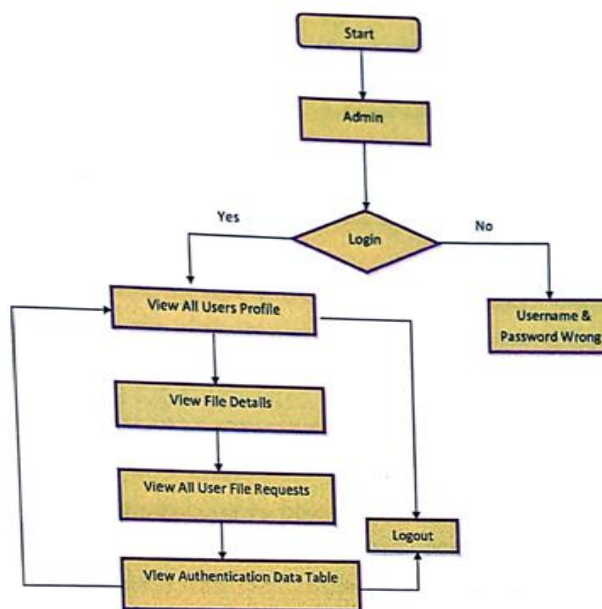 Start
Admin
Yes
Login
No
View All Users Profile
Username &
Password Wrong
View File Details
View All User File Requests
Logout
View Authentication Data Table